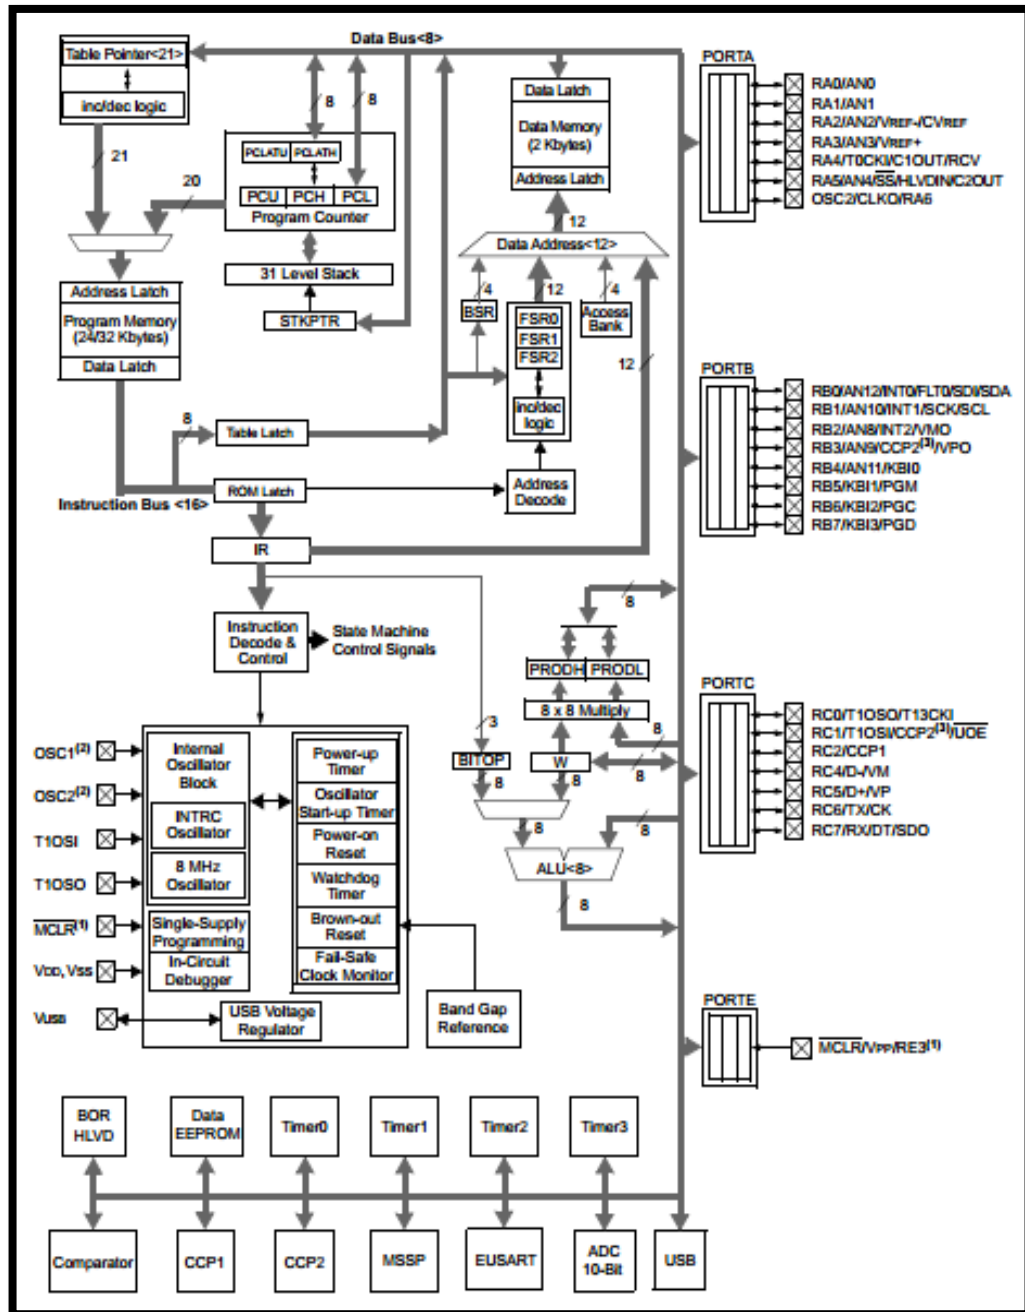 Data Bus<8>
Table Pointer<21>
inc/dec logic
21
20
8
8
PCLATU PCLATH
PCU PCH PCL
Program Counter
31 Level Stack
STKPTR
Address Latch
Program Memory
(24/32 Kbytes)
Data Latch
8
Table Latch
Instruction Bus <16>
ROM Latch
IR
Data Latch
Data Memory
(2 Kbytes)
Address Latch
12
Data Address<12>
4
12
4
BSR
FSR0
FSR1
FSR2
inc/dec
logic
Access
Bank
12
Address
Decode
Instruction
Decode &
Control
State Machine
Control Signals
8
PRODH PRODL
8 x 8 Multiply
3
8
BITOP
W
8
8
8
8
8
ALU<8>
8
OSC1(2)
OSC2(2)
T1OSI
T1OSO
MCLR(1)
VDD, VSS
VUSB
Internal
Oscillator
Block
INTRC
Oscillator
8 MHz
Oscillator
Single-Supply
Programming
In-Circuit
Debugger
Power-up
Timer
Oscillator
Start-up Timer
Power-on
Reset
Watchdog
Timer
Brown-out
Reset
Fail-Safe
Clock Monitor
USB Voltage
Regulator
Band Gap
Reference
PORTA
RA0/AN0
RA1/AN1
RA2/AN2/VREF-/CVREF
RA3/AN3/VREF+
RA4/T0CKI/C1OUT/RCV
RA5/AN4/SS/HLVDIN/C2OUT
OSC2/CLKO/RA6
PORTB
RB0/AN12/INT0/FLT0/SDI/SDA
RB1/AN10/INT1/SCK/SCL
RB2/AN8/INT2/VMO
RB3/AN9/CCP2(3)/VPO
RB4/AN11/KBI0
RB5/KBI1/PGM
RB6/KBI2/PGC
RB7/KBI3/PGD
PORTC
RC0/T1OSO/T13CKI
RC1/T1OSI/CCP2(3)/UOE
RC2/CCP1
RC4/D-/VM
RC5/D+/VP
RC6/TX/CK
RC7/RX/DT/SDO
PORTE
MCLR/VPP/RE3(1)
BOR
HLVD
Data
EEPROM
Timer0
Timer1
Timer2
Timer3
Comparator
CCP1
CCP2
MSSP
EUSART
ADC
10-Bit
USB